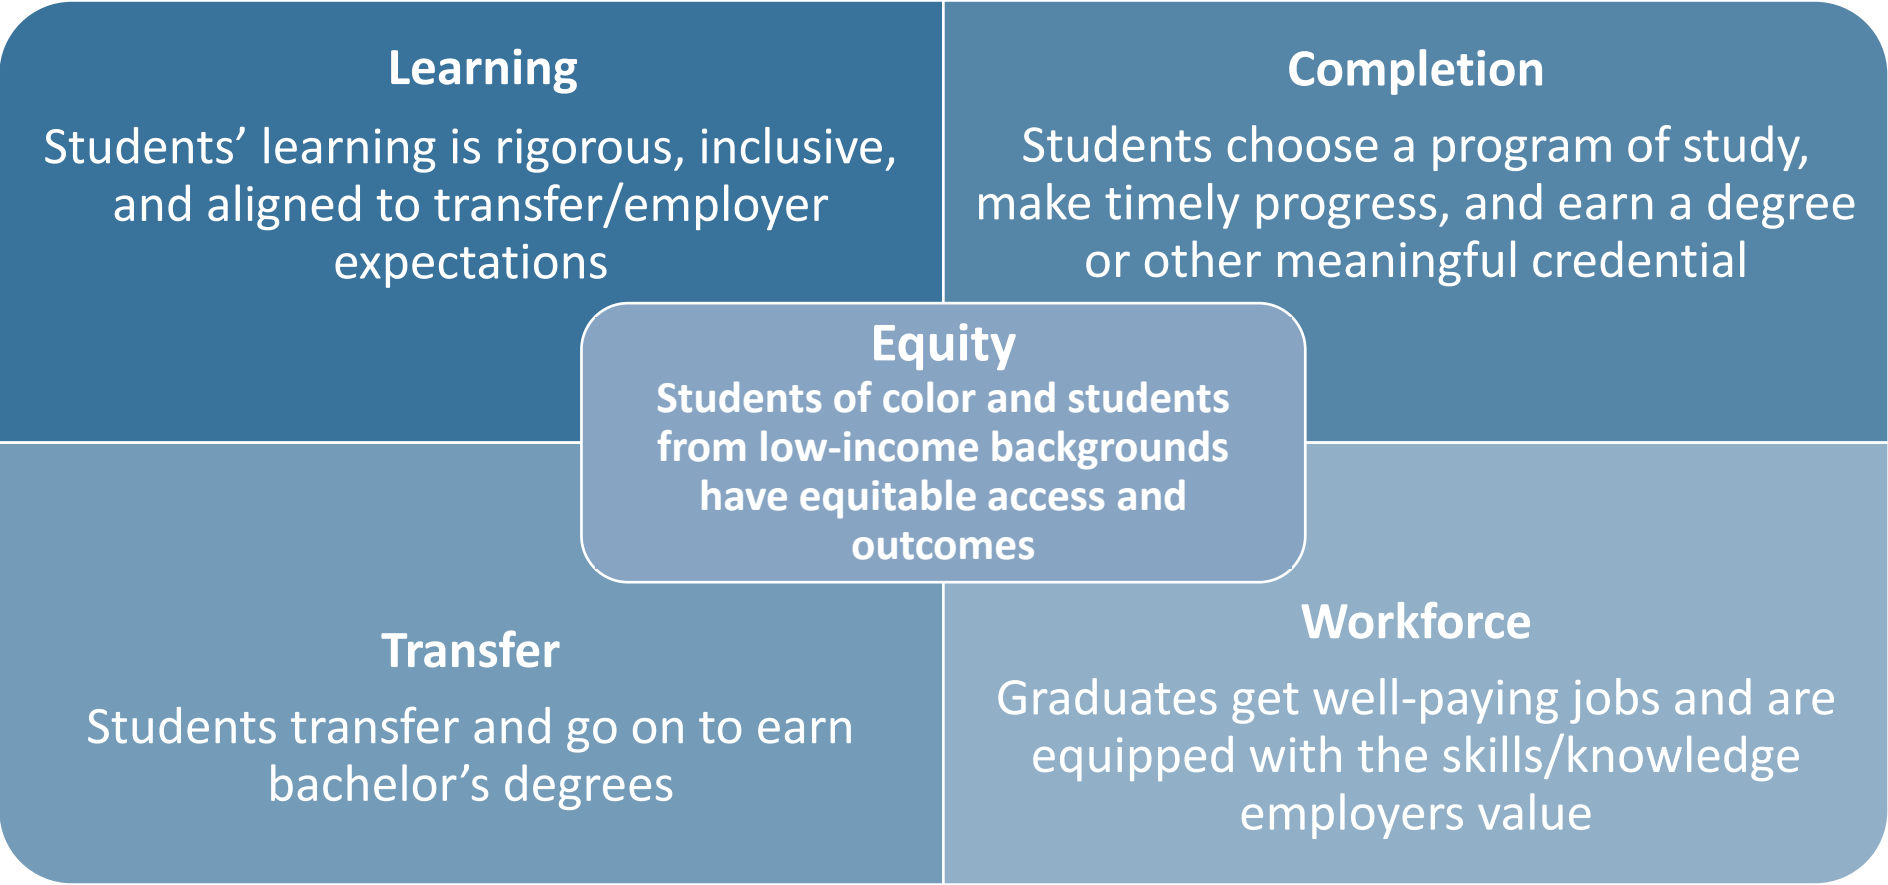 Learning
Students’ learning is rigorous, inclusive,
and aligned to transfer/employer
expectations
Completion
Students choose a program of study,
make timely progress, and earn a degree
or other meaningful credential
Equity
Students of color and students
from low-income backgrounds
have equitable access and
outcomes
Transfer
Students transfer and go on to earn
bachelor’s degrees
Workforce
Graduates get well-paying jobs and are
equipped with the skills/knowledge
employers value